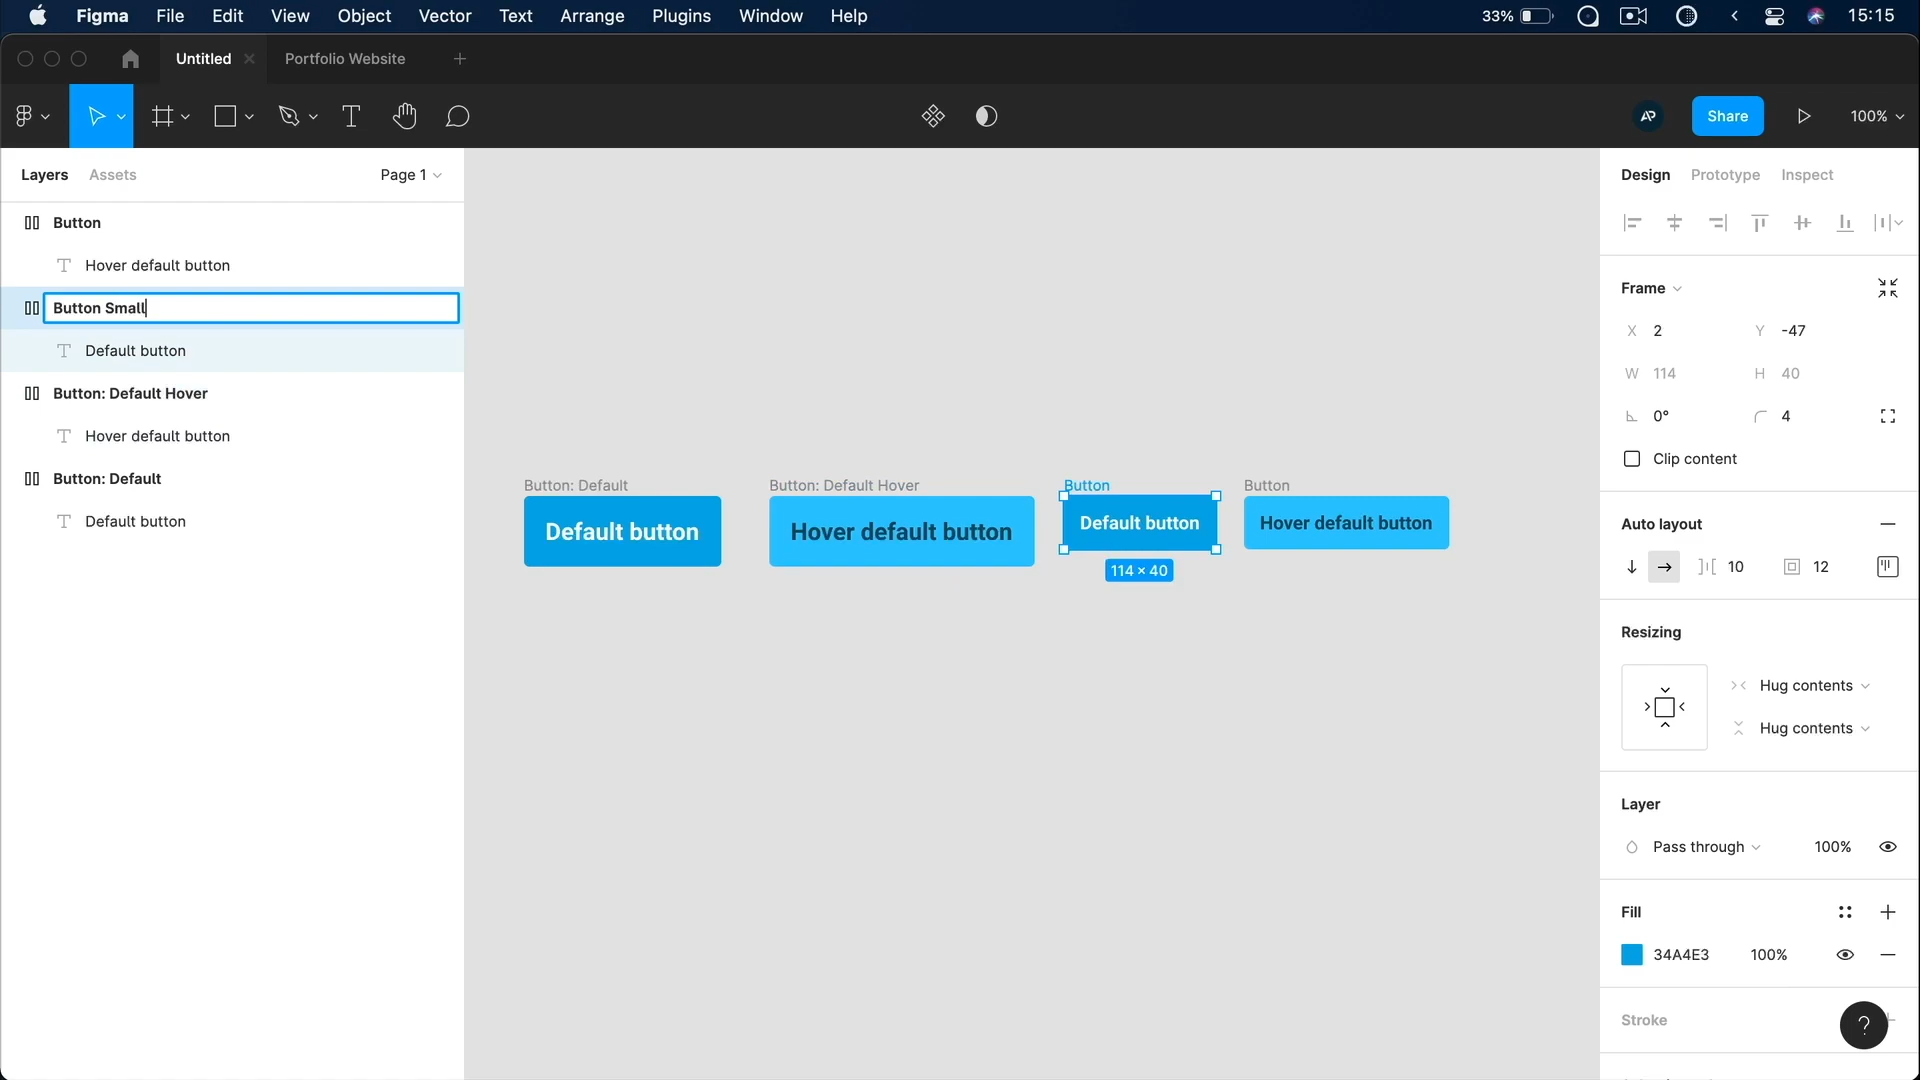 Figma File Edit View Object Vector Text Arrange Plugins Window Help 33% 15:15
Untitled Portfolio Website
AP Share 100%
Layers Assets Page 1
Button
Hover default button
Button Small
Default button
Button: Default Hover
Hover default button
Button: Default
Default button
Button: Default Button: Default Hover Button Button
Default button Hover default button Default button Hover default button
114 × 40
Design Prototype Inspect
Frame
X 2 Y -47
W 114 H 40
0° 4
Clip content
Auto layout
10 12
Resizing
Hug contents
Hug contents
Layer
Pass through 100%
Fill
34A4E3 100%
Stroke
?